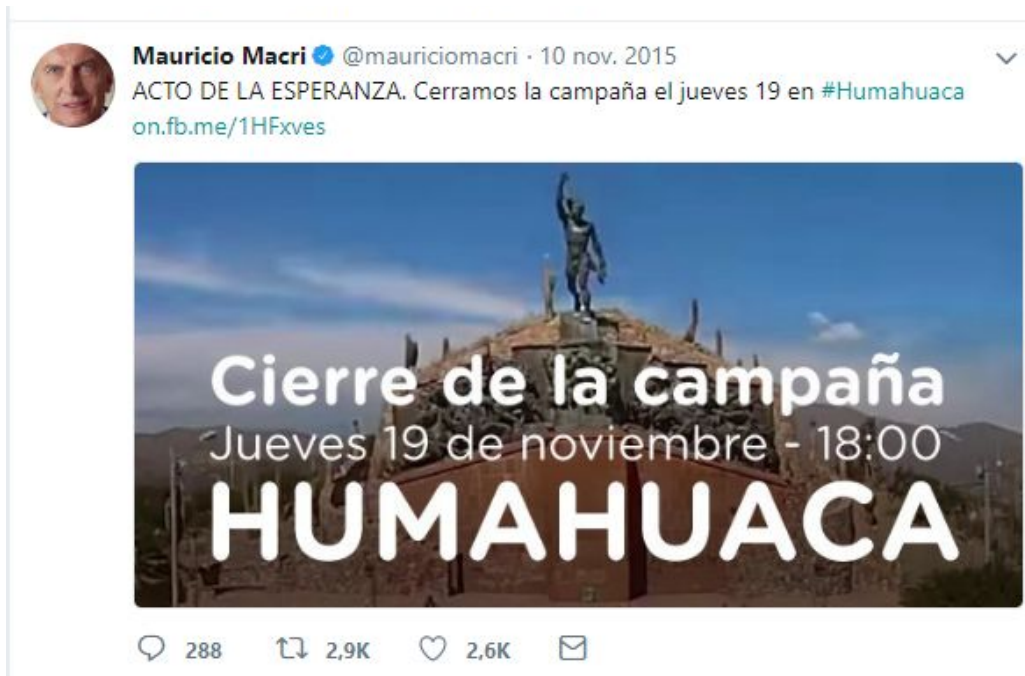 Mauricio Macri @mauriciomacri · 10 nov. 2015
ACTO DE LA ESPERANZA. Cerramos la campaña el jueves 19 en #Humahuaca
on.fb.me/1HFxves
Cierre de la campaña
Jueves 19 de noviembre - 18:00
HUMAHUACA
288 2,9K 2,6K